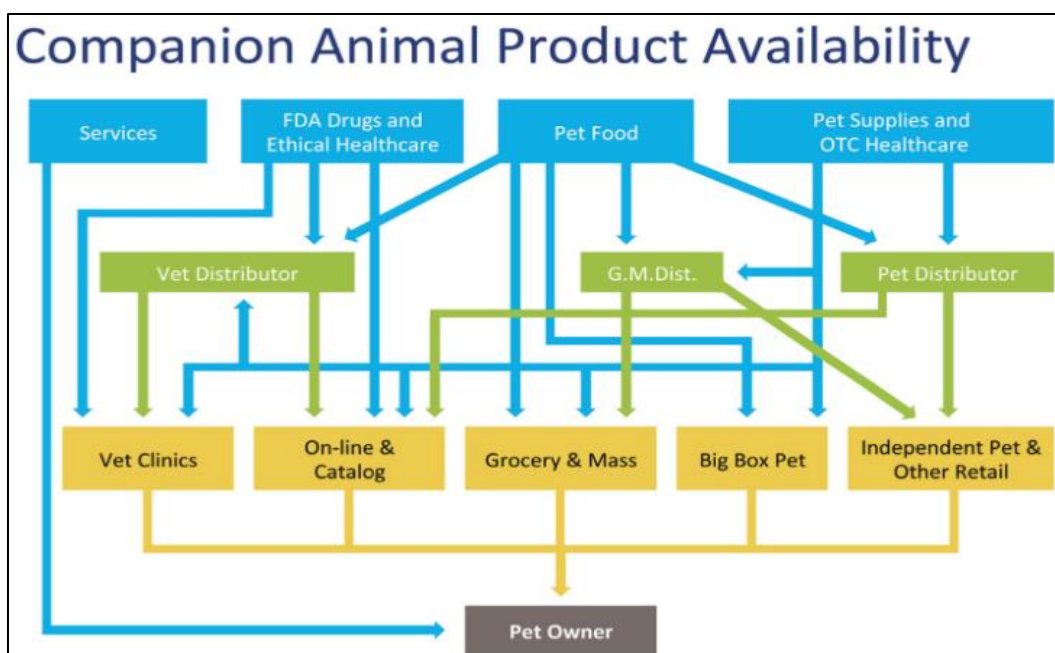 Companion Animal Product Availability
Services
FDA Drugs and
Ethical Healthcare
Pet Food
Pet Supplies and
OTC Healthcare
Vet Distributor
G.M.Dist.
Pet Distributor
Vet Clinics
On-line &
Catalog
Grocery & Mass
Big Box Pet
Independent Pet &
Other Retail
Pet Owner